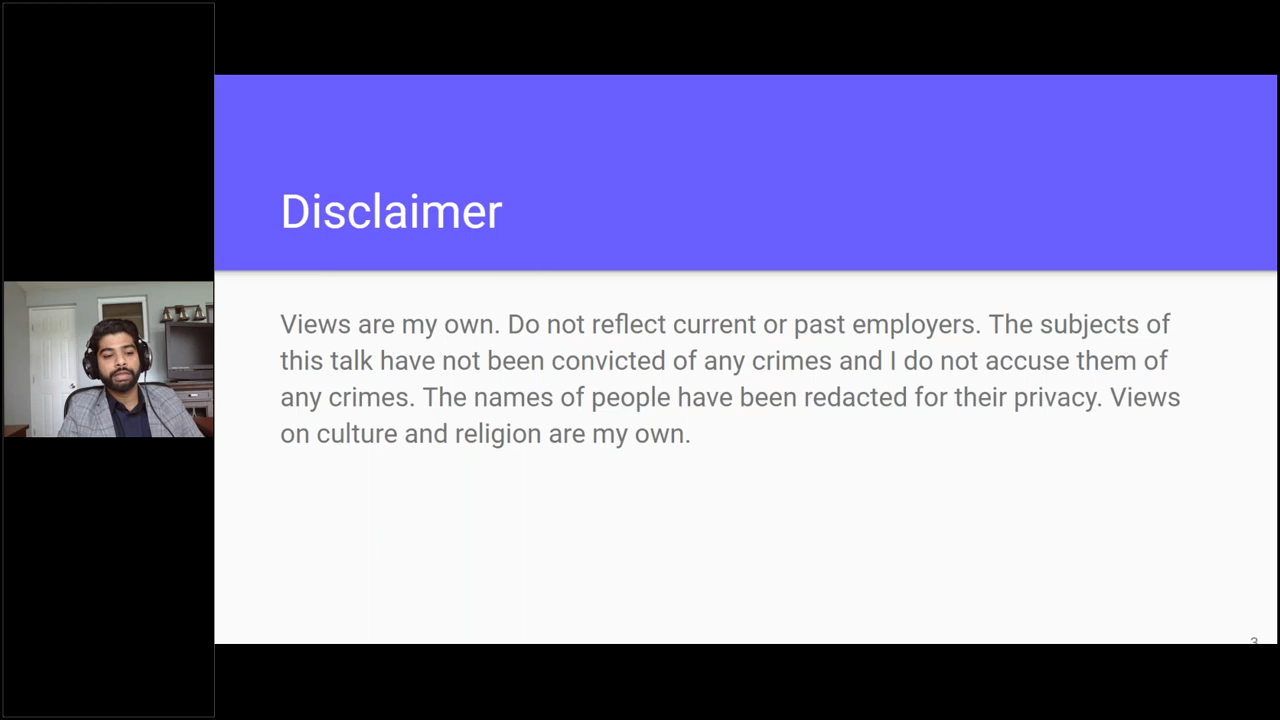 Disclaimer
Views are my own. Do not reflect current or past employers. The subjects of
this talk have not been convicted of any crimes and I do not accuse them of
any crimes. The names of people have been redacted for their privacy. Views
on culture and religion are my own.
3